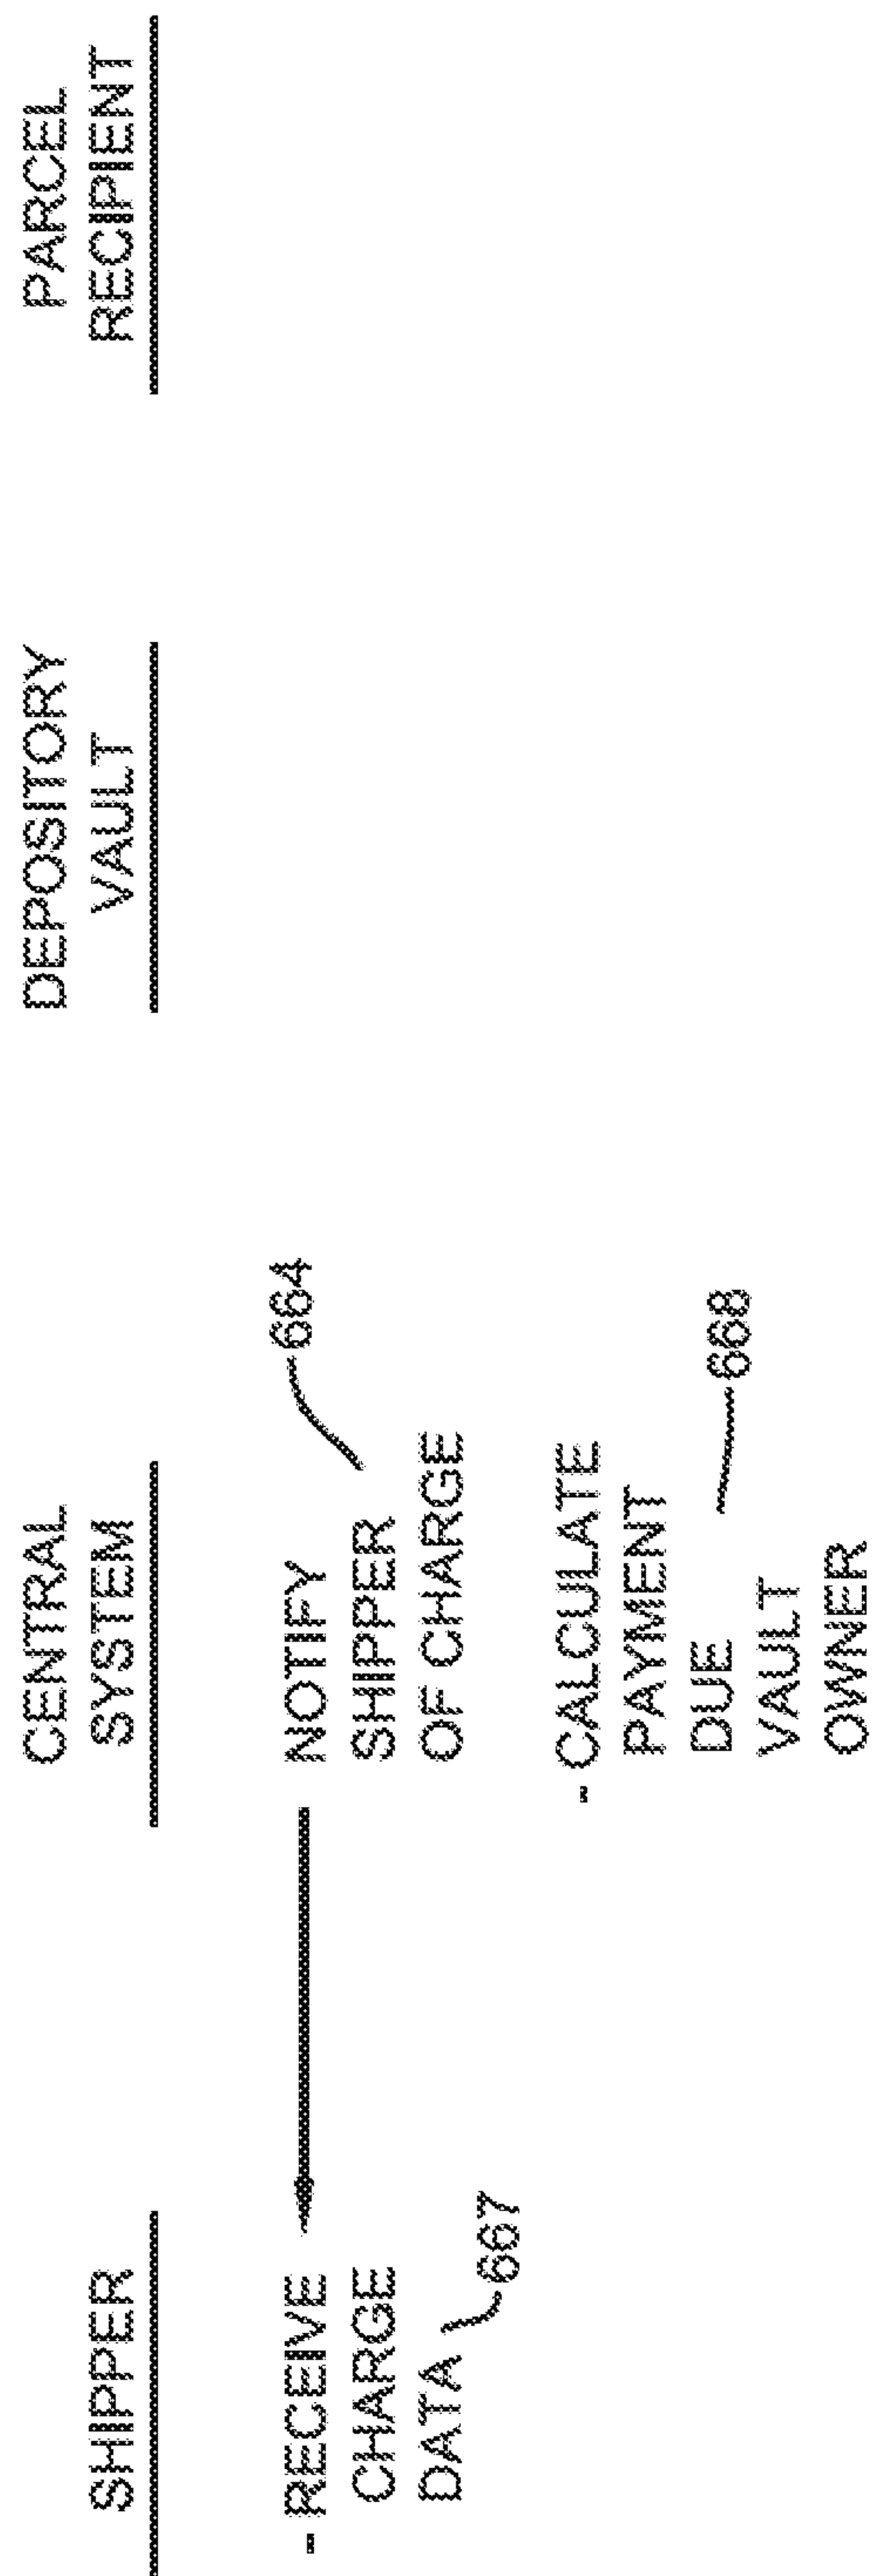 SHIPPER
CENTRAL
SYSTEM
DEPOSITORY
VAULT
PARCEL
RECIPIENT
- RECEIVE
CHARGE
DATA
667
NOTIFY
SHIPPER
OF CHARGE
664
- CALCULATE
PAYMENT
DUE
VAULT
OWNER
668